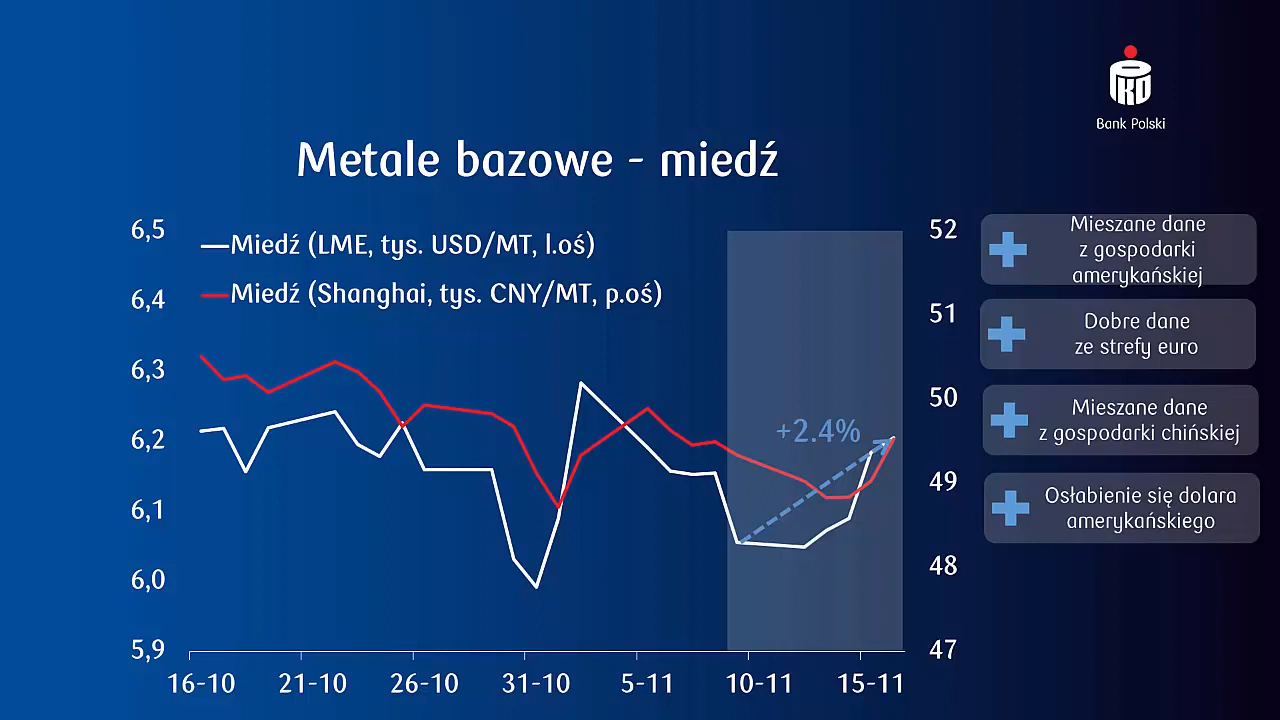 PKO
Bank Polski
Metale bazowe - miedź
Miedź (LME, tys. USD/MT, l.oś)
Miedź (Shanghai, tys. CNY/MT, p.oś)
6,5
6,4
6,3
6,2
6,1
6,0
5,9
+2.4%
52
51
50
49
48
47
16-10
21-10
26-10
31-10
5-11
10-11
15-11
Mieszane dane
z gospodarki
amerykańskiej
Dobre dane
ze strefy euro
Mieszane dane
z gospodarki chińskiej
Osłabienie się dolara
amerykańskiego